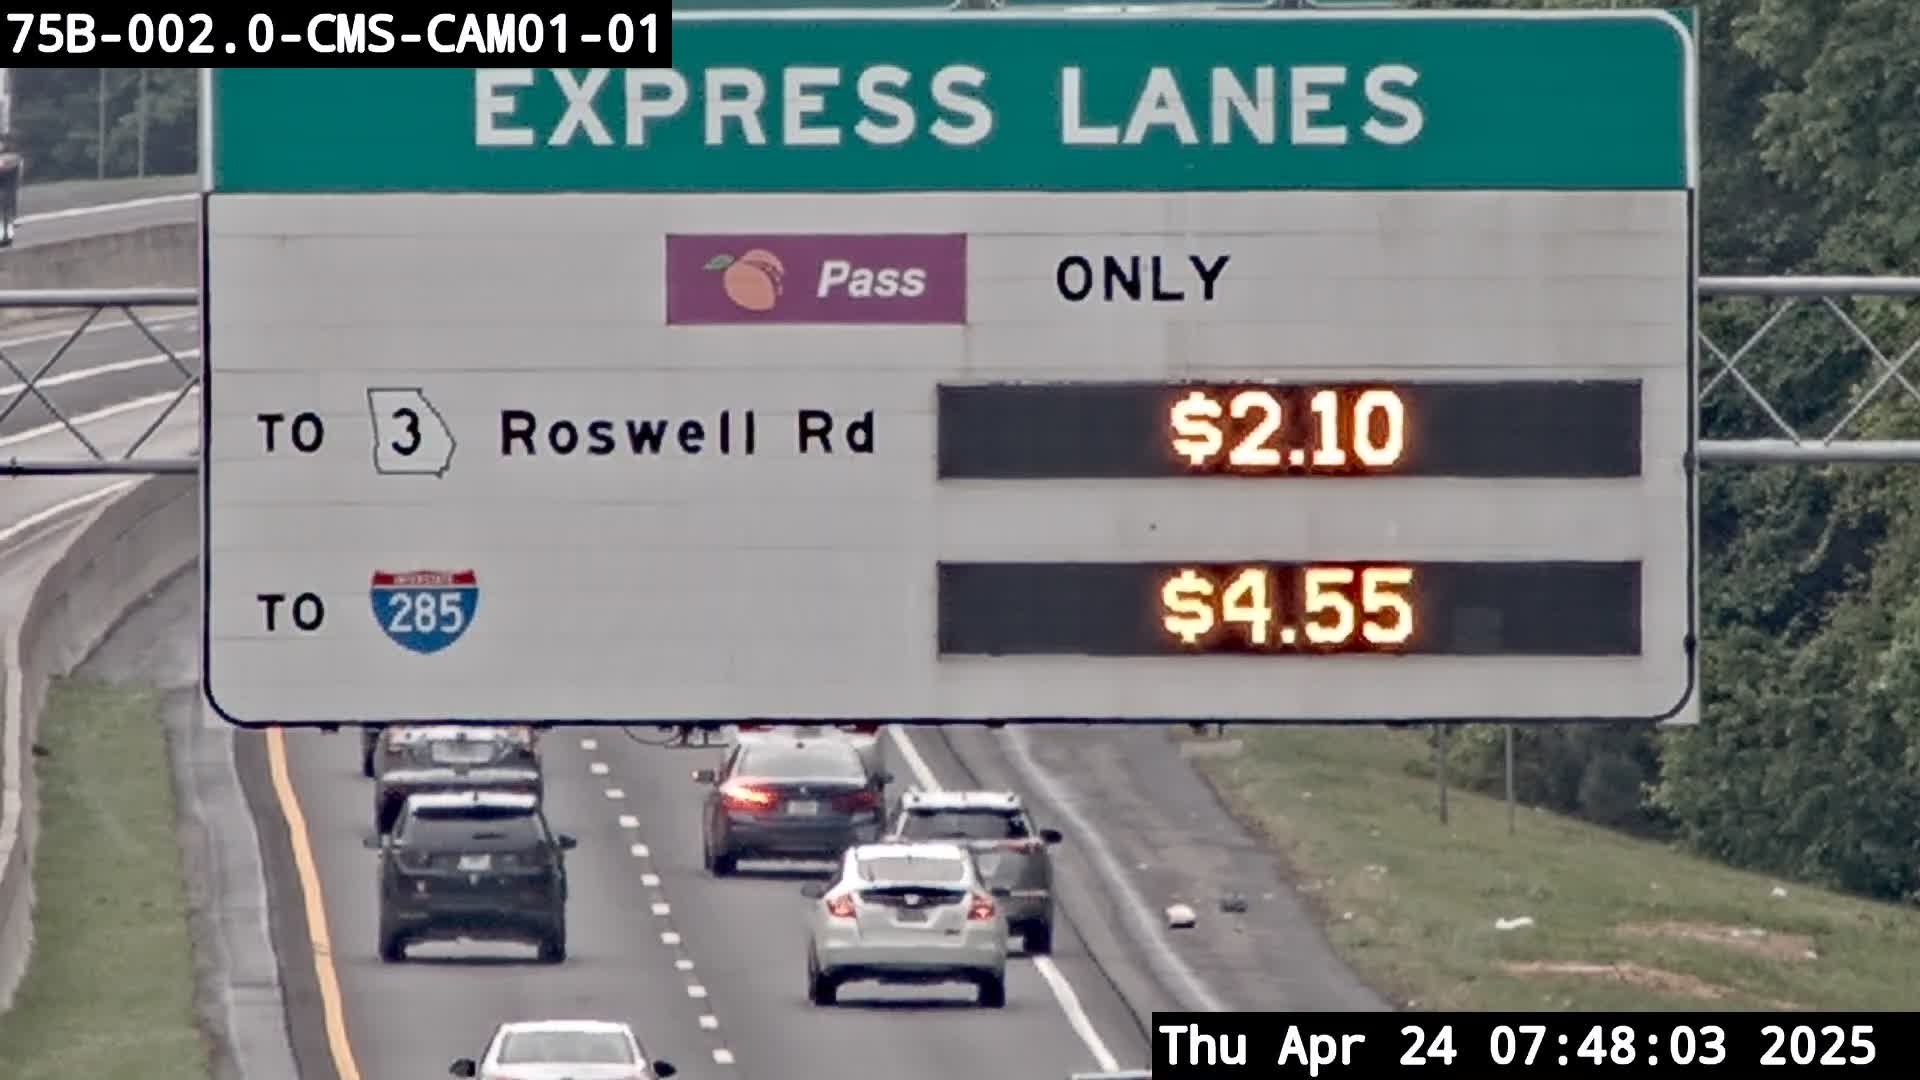 75B-002.0-CMS-CAM01-01
EXPRESS LANES
Pass ONLY
TO 3 Roswell Rd $2.10
TO INTERSTATE 285 $4.55
Thu Apr 24 07:48:03 2025